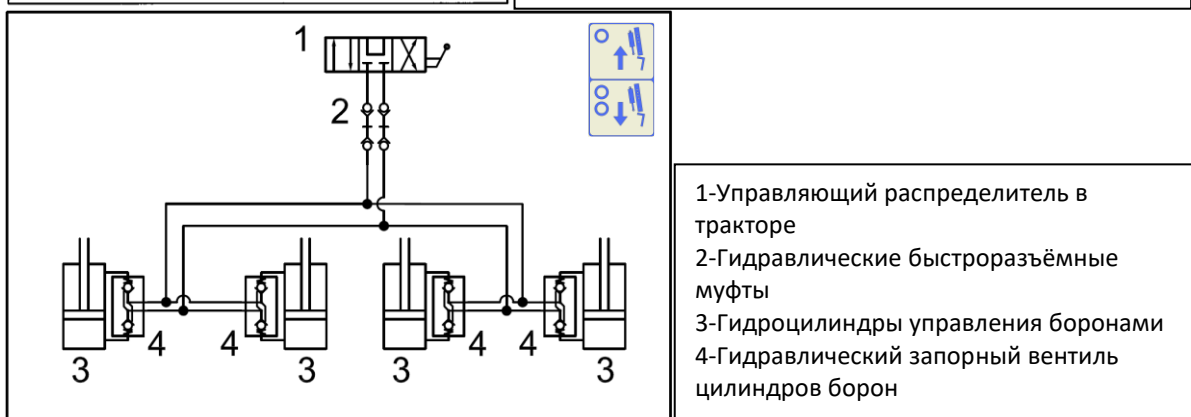 1
2
3
4
4
3
3
4
4
3
1-Управляющий распределитель в
тракторе
2-Гидравлические быстроразъёмные
муфты
3-Гидроцилиндры управления боронами
4-Гидравлический запорный вентиль
цилиндров борон